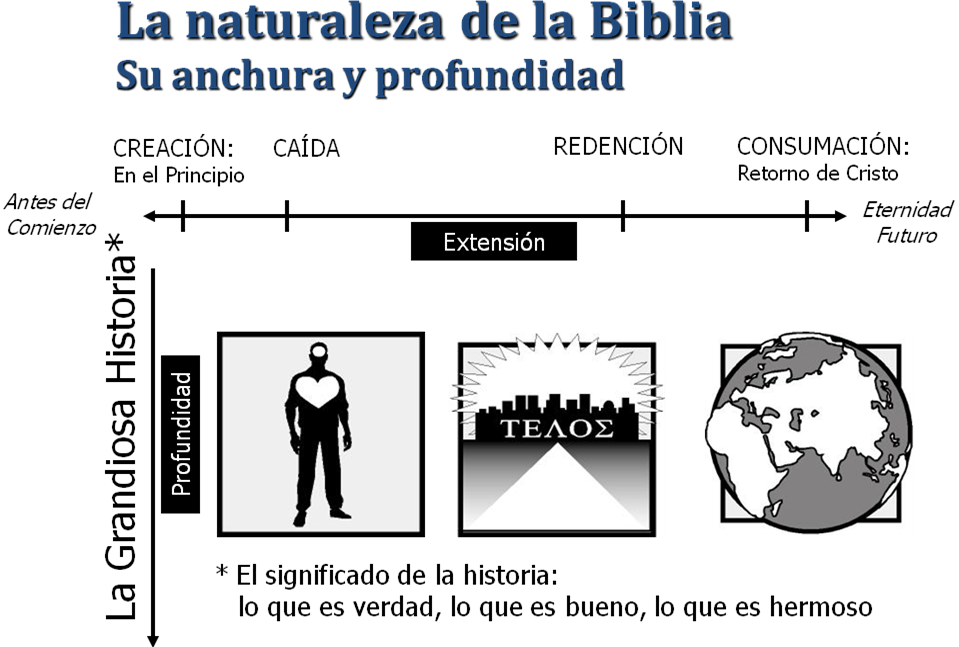 La naturaleza de la Biblia
Su anchura y profundidad
CREACIÓN:
En el Principio
CAÍDA
REDENCIÓN
CONSUMACIÓN:
Retorno de Cristo
Antes del
Comienzo
Eternidad
Futuro
Extensión
La Grandiosa Historia*
Profundidad
ΤΕΛΟΣ
* El significado de la historia:
lo que es verdad, lo que es bueno, lo que es hermoso